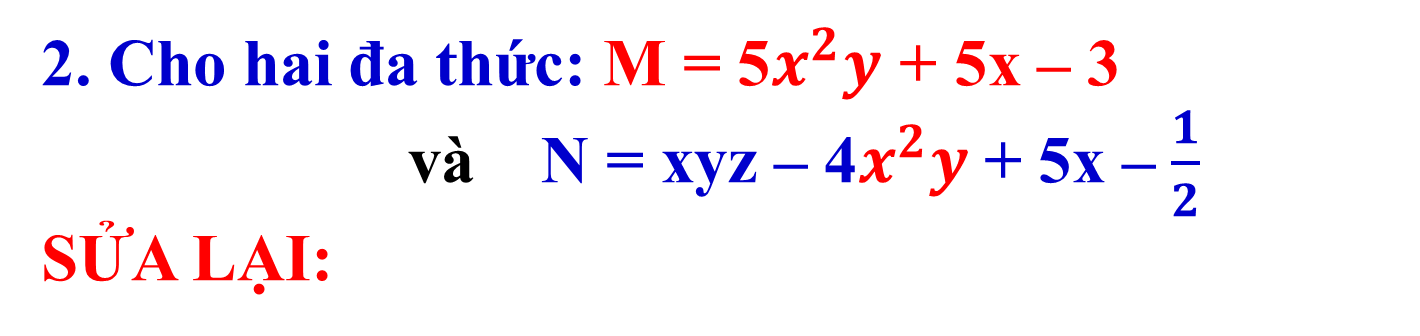 2. Cho hai đa thức: M = 5x²y + 5x – 3
và N = xyz – 4x²y + 5x – 1/2
SỬA LẠI: